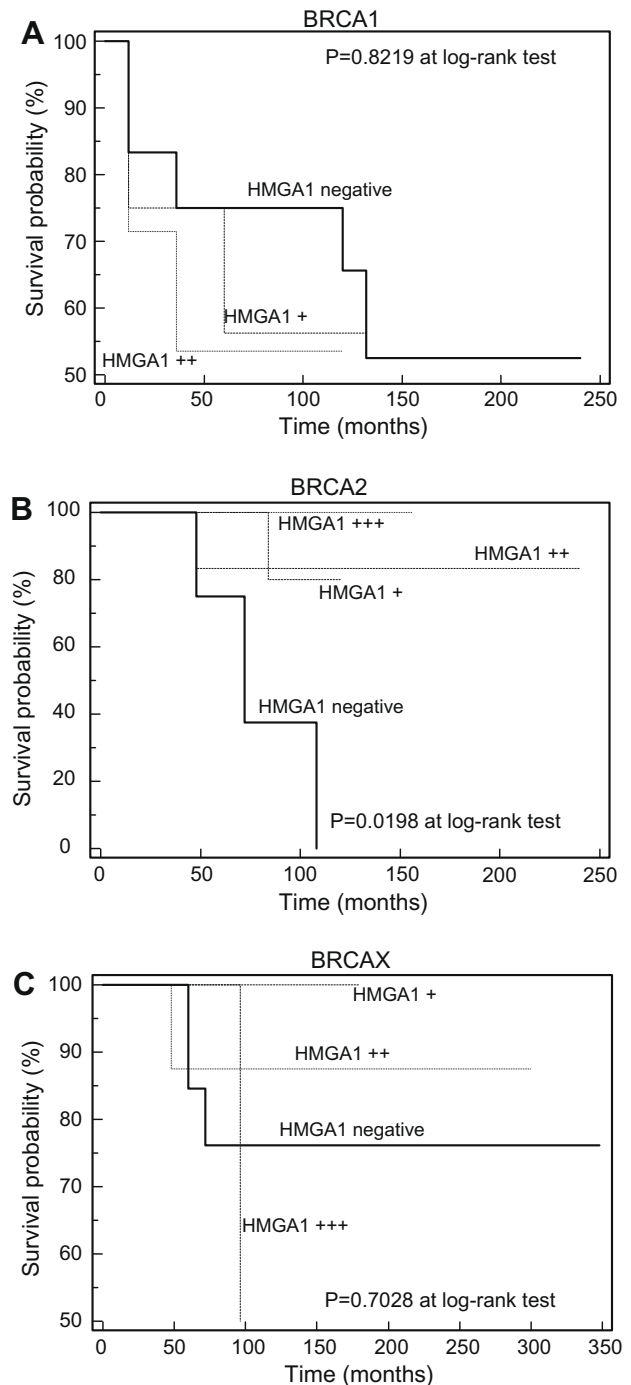 A
BRCA1
100
90
80
70
60
50
Survival probability (%)
P=0.8219 at log-rank test
HMGA1 negative
HMGA1 +
HMGA1 ++
0
50
100
150
200
250
Time (months)
B
BRCA2
100
80
60
40
20
0
Survival probability (%)
HMGA1 +++
HMGA1 ++
HMGA1 +
HMGA1 negative
P=0.0198 at log-rank test
0
50
100
150
200
250
Time (months)
C
BRCAX
100
90
80
70
60
50
Survival probability (%)
HMGA1 +
HMGA1 ++
HMGA1 negative
HMGA1 +++
P=0.7028 at log-rank test
0
50
100
150
200
250
300
350
Time (months)